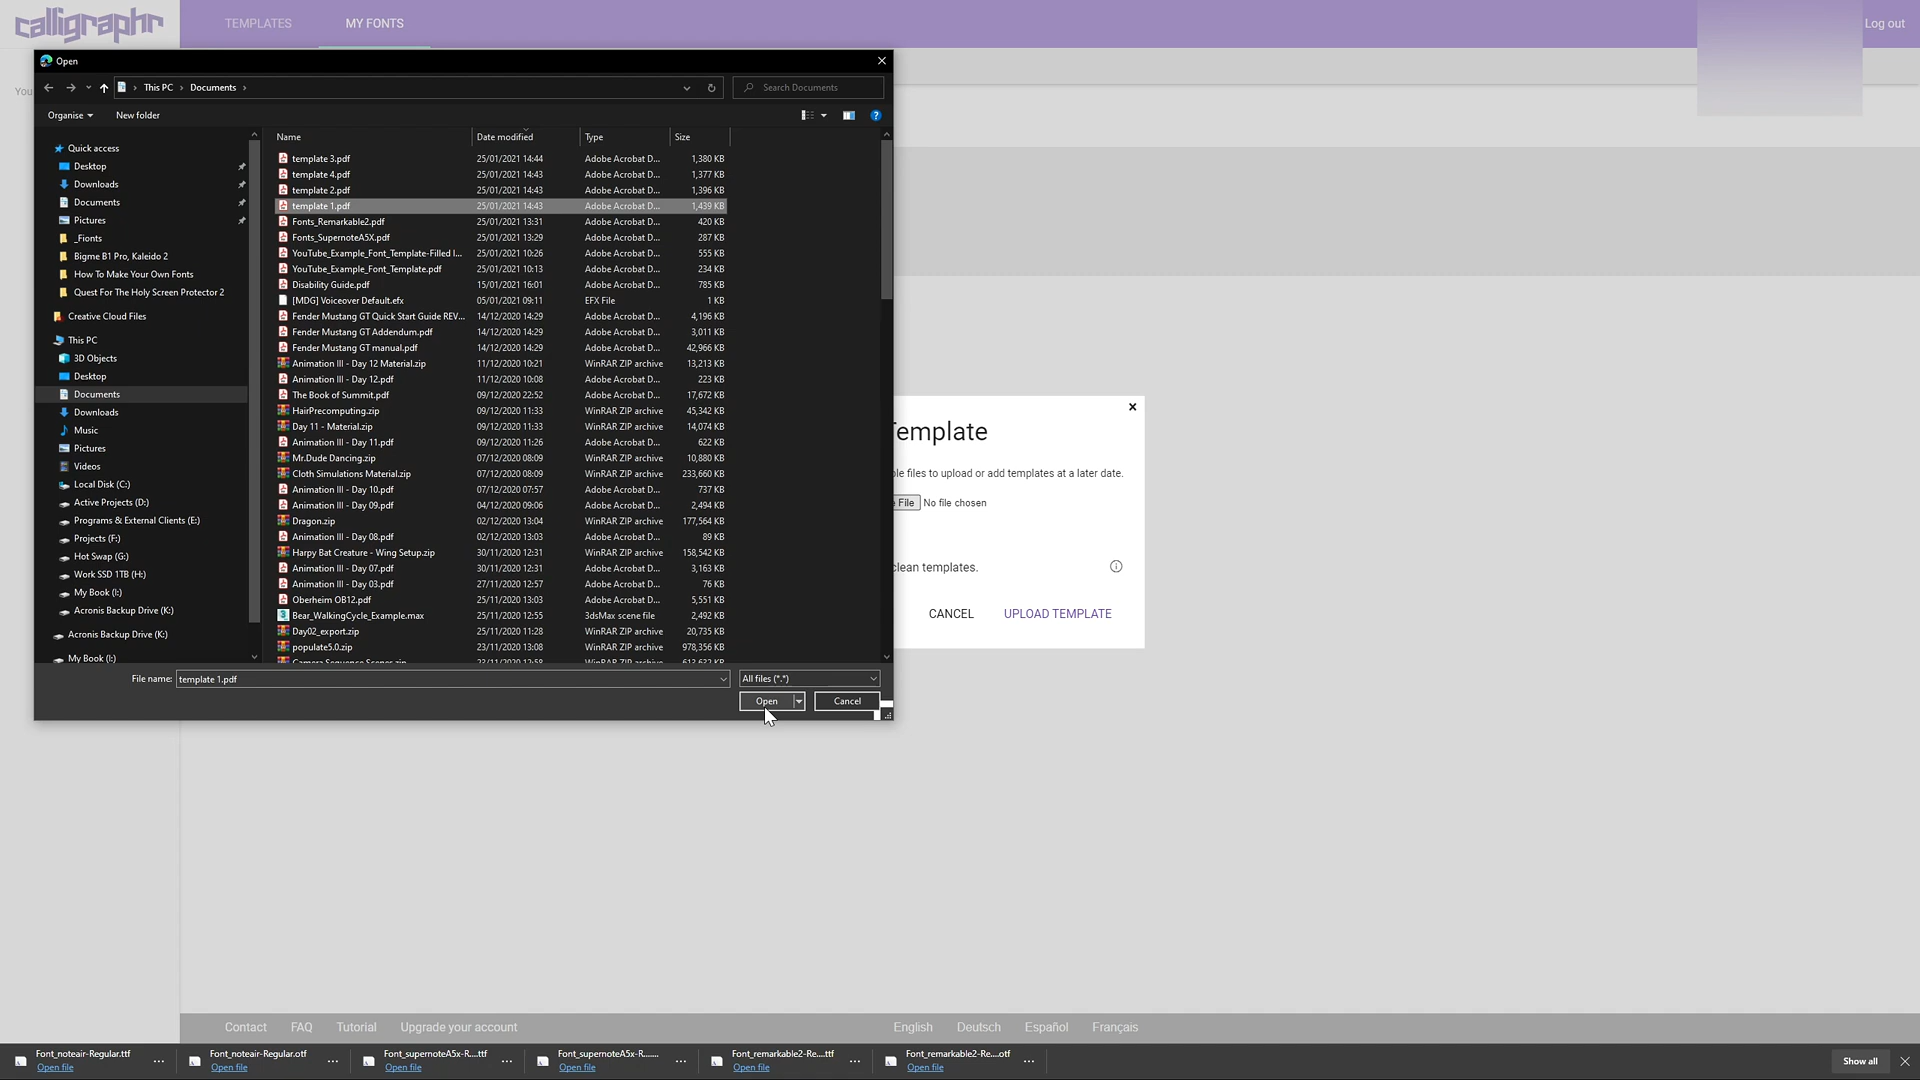 calligraphr
TEMPLATES
MY FONTS
Log out
Open
You
This PC > Documents >
Search Documents
Organise
New folder
Name
Date modified
Type
Size
Quick access
Desktop
Downloads
Documents
Pictures
_Fionts
Bigme B1 Pro, Kaleido 2
How To Make Your Own Fonts
Quest For The Holy Screen Protector 2
Creative Cloud Files
This PC
3D Objects
Desktop
Documents
Downloads
Music
Pictures
Videos
Local Disk (C:)
Active Projects (D:)
Programs & External Clients (E:)
Projects (F:)
Hot Swap (G:)
Work SSD 1TB (H:)
My Book (I:)
Acronis Backup Drive (K:)
Acronis Backup Drive (K:)
My Book (I:)
template 3.pdf 25/01/2021 14:44 Adobe Acrobat D... 1,380 KB
template 4.pdf 25/01/2021 14:43 Adobe Acrobat D... 1,377 KB
template 2.pdf 25/01/2021 14:43 Adobe Acrobat D... 1,396 KB
template 1.pdf 25/01/2021 14:43 Adobe Acrobat D... 1,439 KB
Fonts_Remarkable2.pdf 25/01/2021 13:31 Adobe Acrobat D... 420 KB
Fonts_SupernoteA5X.pdf 25/01/2021 13:29 Adobe Acrobat D... 287 KB
YouTube_Example_Font_Template-Filled I... 25/01/2021 10:26 Adobe Acrobat D... 555 KB
YouTube_Example_Font_Template.pdf 25/01/2021 10:13 Adobe Acrobat D... 234 KB
Disability Guide.pdf 15/01/2021 16:01 Adobe Acrobat D... 785 KB
[MDG] Voiceover Default.efx 05/01/2021 09:11 EFX File 1 KB
Fender Mustang GT Quick Start Guide REV... 14/12/2020 14:29 Adobe Acrobat D... 4,196 KB
Fender Mustang GT Addendum.pdf 14/12/2020 14:29 Adobe Acrobat D... 3,011 KB
Fender Mustang GT manual.pdf 14/12/2020 14:29 Adobe Acrobat D... 42,966 KB
Animation III - Day 12 Material.zip 11/12/2020 10:21 WinRAR ZIP archive 13,213 KB
Animation III - Day 12.pdf 11/12/2020 10:08 Adobe Acrobat D... 223 KB
The Book of Summit.pdf 09/12/2020 22:52 Adobe Acrobat D... 17,672 KB
HairPrecomputing.zip 09/12/2020 11:33 WinRAR ZIP archive 45,342 KB
Day 11 - Material.zip 09/12/2020 11:33 WinRAR ZIP archive 14,074 KB
Animation III - Day 11.pdf 09/12/2020 11:26 Adobe Acrobat D... 622 KB
Mr.Dude Dancing.zip 07/12/2020 08:09 WinRAR ZIP archive 10,880 KB
Cloth Simulations Material.zip 07/12/2020 08:09 WinRAR ZIP archive 233,660 KB
Animation III - Day 10.pdf 07/12/2020 07:57 Adobe Acrobat D... 737 KB
Animation III - Day 09.pdf 04/12/2020 09:06 Adobe Acrobat D... 2,494 KB
Dragon.zip 02/12/2020 13:04 WinRAR ZIP archive 177,564 KB
Animation III - Day 08.pdf 02/12/2020 13:03 Adobe Acrobat D... 89 KB
Harpy Bat Creature - Wing Setup.zip 30/11/2020 12:31 WinRAR ZIP archive 158,542 KB
Animation III - Day 07.pdf 30/11/2020 12:31 Adobe Acrobat D... 3,163 KB
Animation III - Day 03.pdf 27/11/2020 12:57 Adobe Acrobat D... 76 KB
Oberheim OB12.pdf 25/11/2020 13:03 Adobe Acrobat D... 5,551 KB
Bear_WalkingCycle_Example.max 25/11/2020 12:55 3dsMax scene file 2,492 KB
Day02_export.zip 25/11/2020 11:28 WinRAR ZIP archive 20,735 KB
populate5.0.zip 23/11/2020 13:08 WinRAR ZIP archive 978,356 KB
Camera Sequence Scenes.zip 23/11/2020 12:58 WinRAR ZIP archive 613,632 KB
File name: template 1.pdf
All files (*.*)
Open
Cancel
Template
le files to upload or add templates at a later date.
File No file chosen
clean templates.
CANCEL
UPLOAD TEMPLATE
Contact
FAQ
Tutorial
Upgrade your account
English
Deutsch
Español
Français
Font_noteair-Regular.ttf
Open file
Font_noteair-Regular.otf
Open file
Font_supernoteA5x-R....ttf
Open file
Font_supernoteA5x-R.......
Open file
Font_remarkable2-Re....ttf
Open file
Font_remarkable2-Re....otf
Open file
Show all